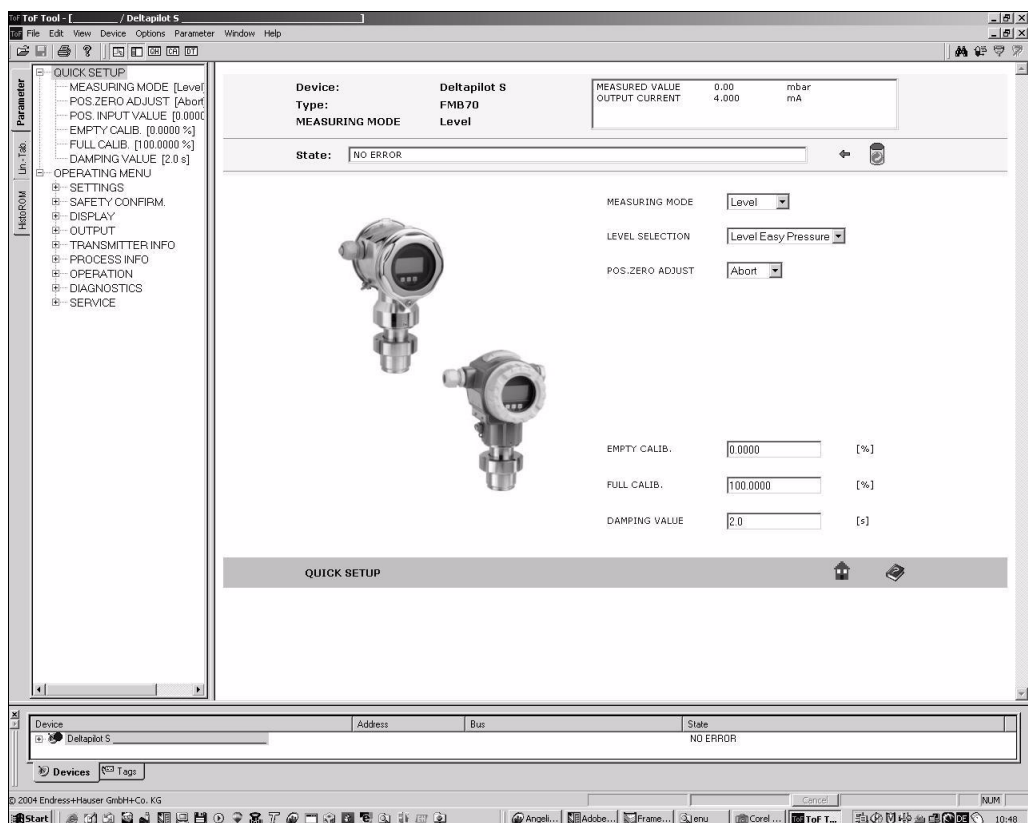 ToF Tool - [ / Deltapilot S ]
File Edit View Device Options Parameter Window Help
Parameter
Lin.-Tab.
HistoROM
QUICK SETUP
MEASURING MODE [Level
POS.ZERO ADJUST [Abort
POS. INPUT VALUE [0.000
EMPTY CALIB. [0.0000 %]
FULL CALIB. [100.0000 %]
DAMPING VALUE [2.0 s]
OPERATING MENU
SETTINGS
SAFETY CONFIRM.
DISPLAY
OUTPUT
TRANSMITTER INFO
PROCESS INFO
OPERATION
DIAGNOSTICS
SERVICE
Device: Deltapilot S
Type: FMB70
MEASURING MODE Level
MEASURED VALUE 0.00 mbar
OUTPUT CURRENT 4.000 mA
State: NO ERROR
MEASURING MODE Level
LEVEL SELECTION Level Easy Pressure
POS.ZERO ADJUST Abort
EMPTY CALIB. 0.0000 [%]
FULL CALIB. 100.0000 [%]
DAMPING VALUE 2.0 [s]
QUICK SETUP
Device Address Bus State
Deltapilot S NO ERROR
Devices Tags
© 2004 Endress+Hauser GmbH+Co. KG Cancel NUM
Start Angeli... Adobe... Frame... enu Corel ... ToF T... DE 10:48